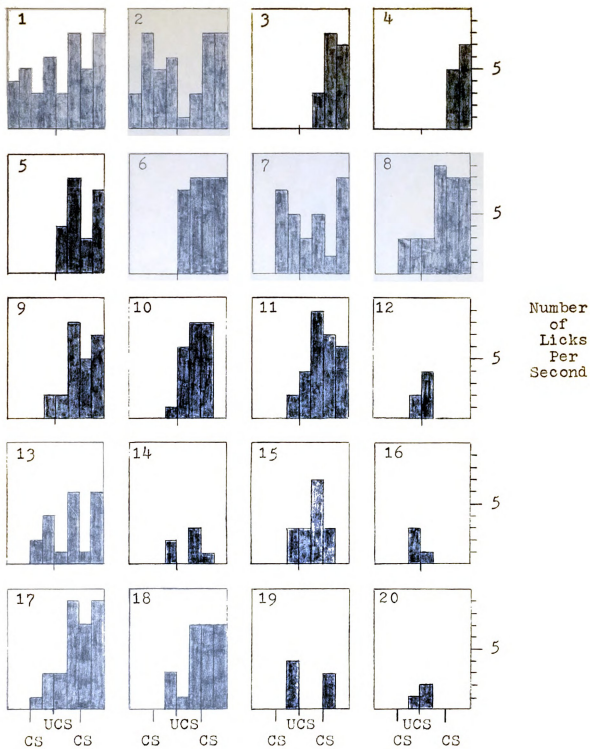 1 2 3 4
5
5 6 7 8
5
9 10 11 12
5
Number
of
Licks
Per
Second
13 14 15 16
5
17 18 19 20
5
UCS UCS UCS UCS
CS CS CS CS CS CS CS CS